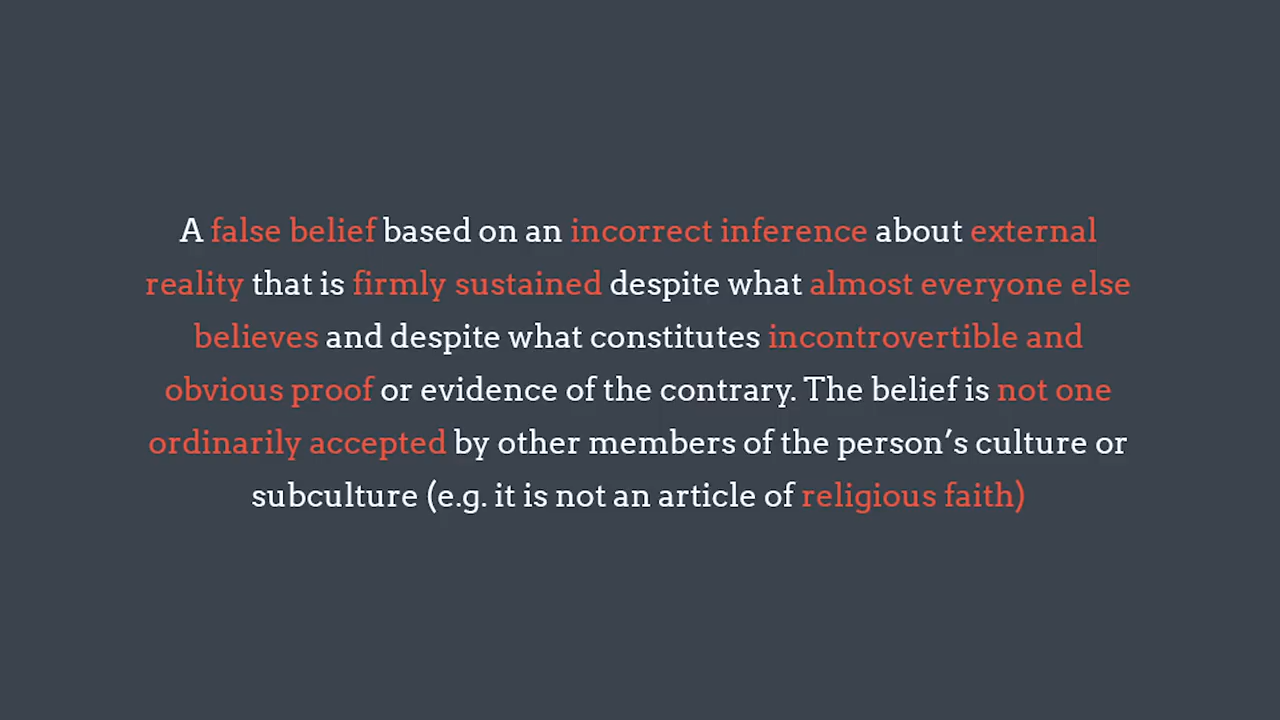 A false belief based on an incorrect inference about external
reality that is firmly sustained despite what almost everyone else
believes and despite what constitutes incontrovertible and
obvious proof or evidence of the contrary. The belief is not one
ordinarily accepted by other members of the person’s culture or
subculture (e.g. it is not an article of religious faith)